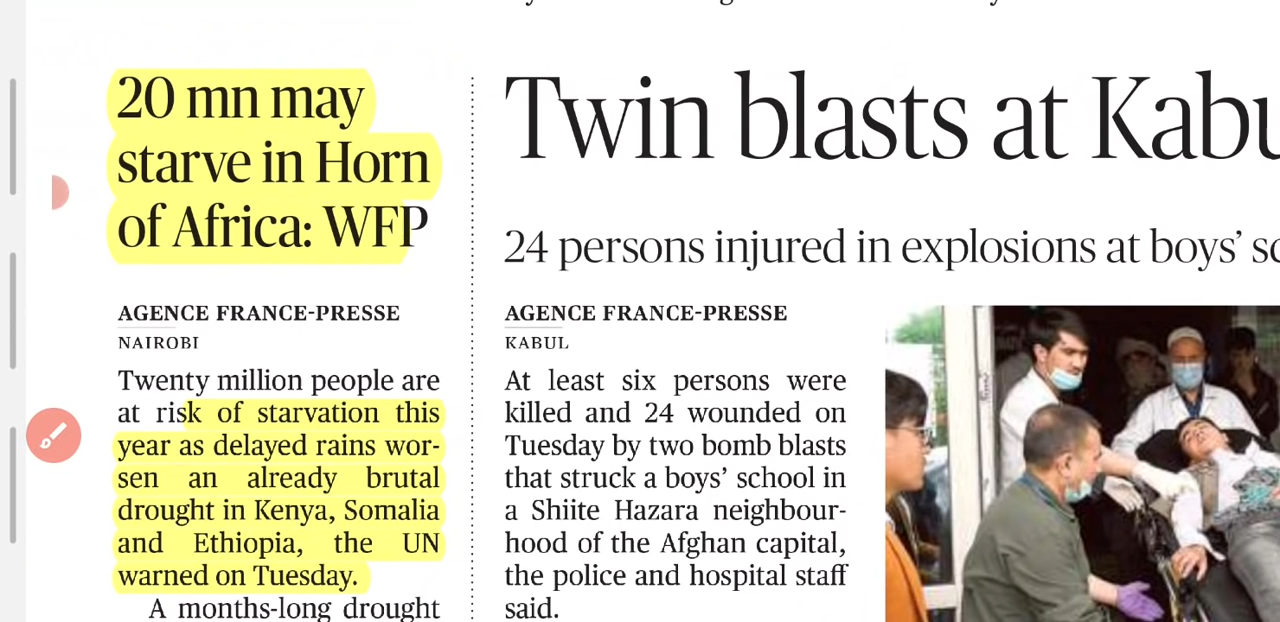 20 mn may
starve in Horn
of Africa: WFP
AGENCE FRANCE-PRESSE
NAIROBI
Twenty million people are
at risk of starvation this
year as delayed rains wor-
sen an already brutal
drought in Kenya, Somalia
and Ethiopia, the UN
warned on Tuesday.
A months-long drought
Twin blasts at
24 persons injured in explosions at boys’
AGENCE FRANCE-PRESSE
KABUL
At least six persons were
killed and 24 wounded on
Tuesday by two bomb blasts
that struck a boys’ school in
a Shiite Hazara neighbour-
hood of the Afghan capital,
the police and hospital staff
said.